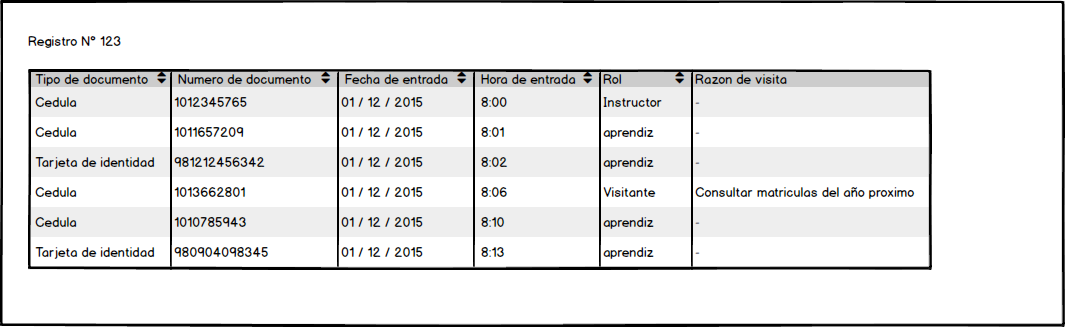 Registro N° 123
Tipo de documento Numero de documento Fecha de entrada Hora de entrada Rol Razon de visita
Cedula 1012345765 01 / 12 / 2015 8:00 Instructor -
Cedula 1011657209 01 / 12 / 2015 8:01 aprendiz -
Tarjeta de identidad 981212456342 01 / 12 / 2015 8:02 aprendiz -
Cedula 1013662801 01 / 12 / 2015 8:06 Visitante Consultar matriculas del año proximo
Cedula 1010785943 01 / 12 / 2015 8:10 aprendiz -
Tarjeta de identidad 980904098345 01 / 12 / 2015 8:13 aprendiz -